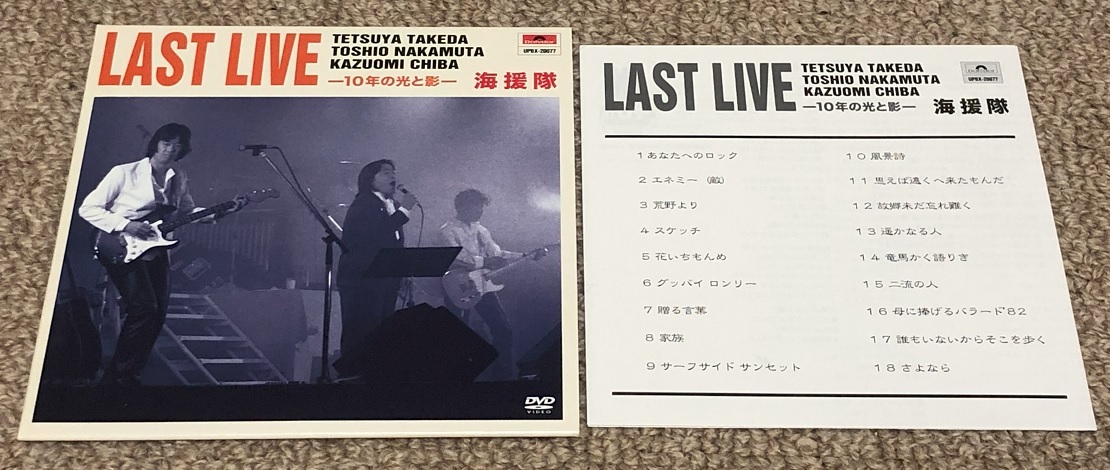 LAST LIVE
TETSUYA TAKEDA
TOSHIO NAKAMUTA
KAZUOMI CHIBA
—10年の光と影—
海援隊
Polydor
UPBX-20077
DVD
VIDEO
LAST LIVE
TETSUYA TAKEDA
TOSHIO NAKAMUTA
KAZUOMI CHIBA
—10年の光と影—
海援隊
UPBX-20077
1 あなたへのロック
2 エネミー (敵)
3 荒野より
4 スケッチ
5 花いちもんめ
6 グッバイ ロンリー
7 贈る言葉
8 家族
9 サーフサイド サンセット
10 風景詩
11 思えば遠くへ来たもんだ
12 故郷未だ忘れ難く
13 遥かなる人
14 竜馬かく語りき
15 二流の人
16 母に捧げるバラード'82
17 誰もいないからそこを歩く
18 さよなら